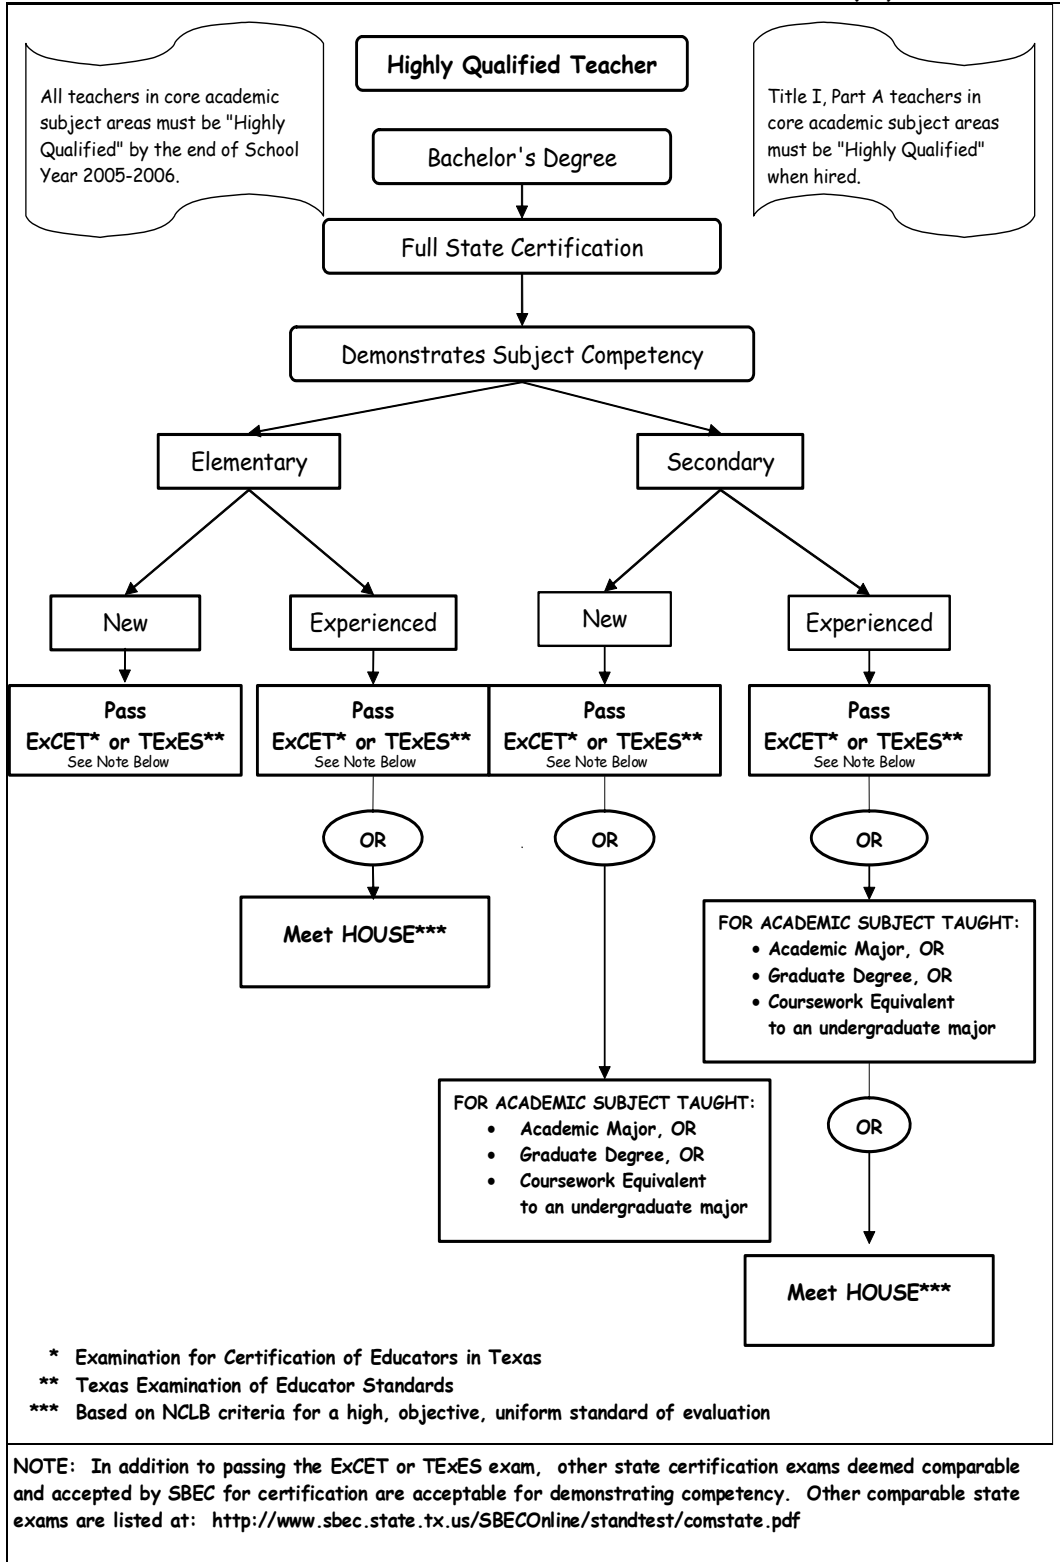 Highly Qualified Teacher
All teachers in core academic
subject areas must be "Highly
Qualified" by the end of School
Year 2005-2006.
Title I, Part A teachers in
core academic subject areas
must be "Highly Qualified"
when hired.
Bachelor's Degree
Full State Certification
Demonstrates Subject Competency
Elementary
Secondary
New
Experienced
New
Experienced
Pass
ExCET* or TExES**
See Note Below
Pass
ExCET* or TExES**
See Note Below
Pass
ExCET* or TExES**
See Note Below
Pass
ExCET* or TExES**
See Note Below
OR
OR
OR
Meet HOUSE***
FOR ACADEMIC SUBJECT TAUGHT:
• Academic Major, OR
• Graduate Degree, OR
• Coursework Equivalent
to an undergraduate major
FOR ACADEMIC SUBJECT TAUGHT:
• Academic Major, OR
• Graduate Degree, OR
• Coursework Equivalent
to an undergraduate major
OR
Meet HOUSE***
* Examination for Certification of Educators in Texas
** Texas Examination of Educator Standards
*** Based on NCLB criteria for a high, objective, uniform standard of evaluation
NOTE: In addition to passing the ExCET or TExES exam, other state certification exams deemed comparable
and accepted by SBEC for certification are acceptable for demonstrating competency. Other comparable state
exams are listed at: http://www.sbec.state.tx.us/SBECOnline/standtest/comstate.pdf